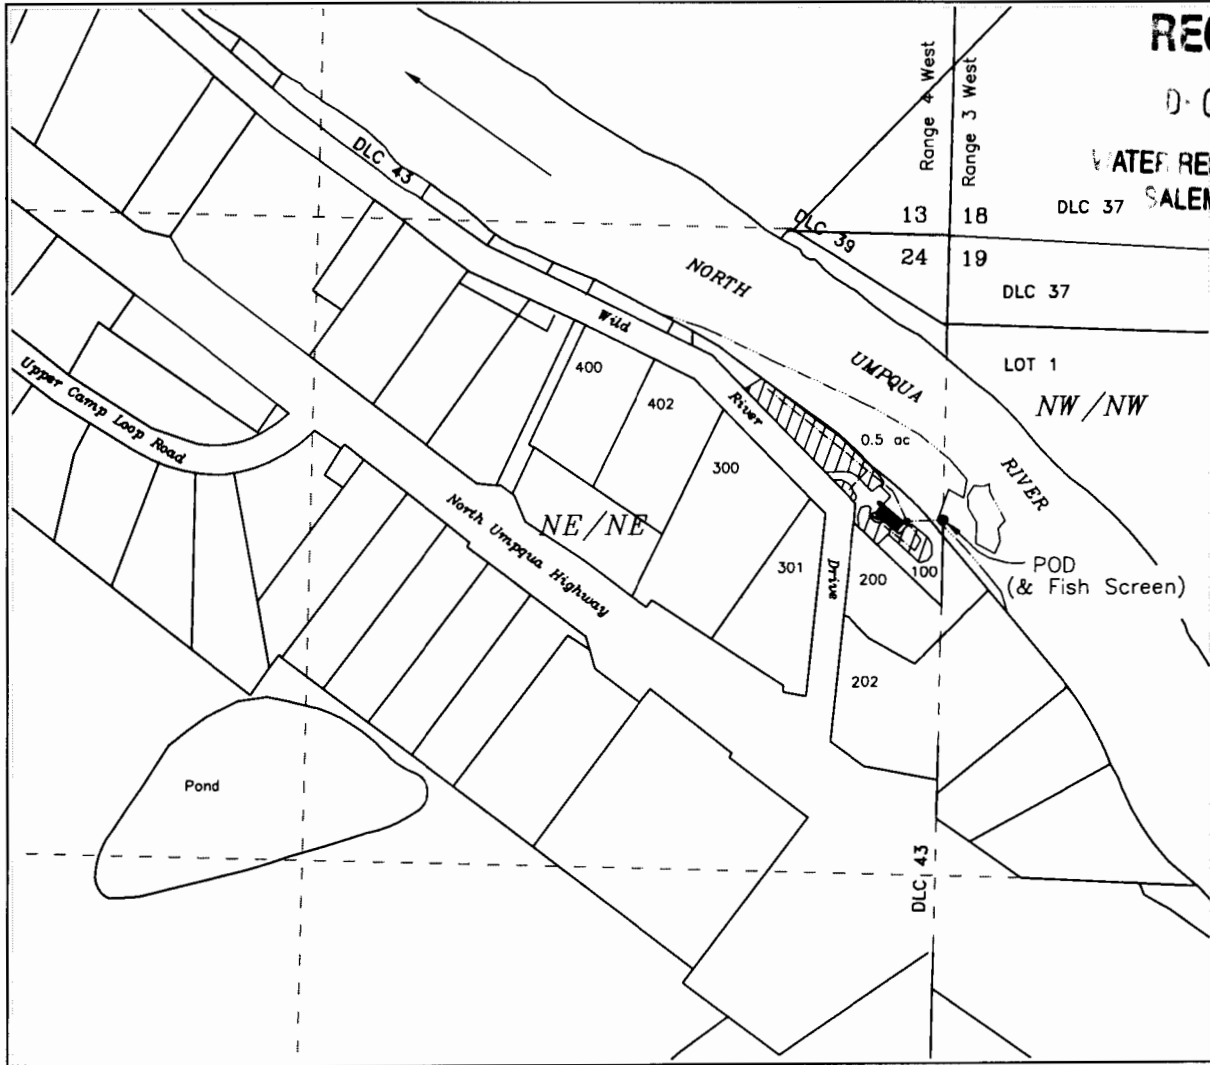 Range 4 West
Range 3 West
WATER RE
SALEM
DLC 43
DLC 39
13
18
DLC 37
24
19
DLC 37
NORTH
UMPQUA
RIVER
LOT 1
NW/NW
Wild
River
Drive
400
402
300
301
0.5 ac
200
100
202
POD
(& Fish Screen)
Upper Camp Loop Road
North Umpqua Highway
NE/NE
Pond
DLC 43